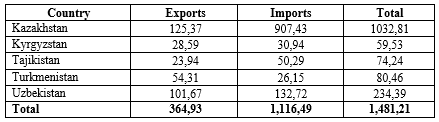 Country Exports Imports Total
Kazakhstan 125,37 907,43 1032,81
Kyrgyzstan 28,59 30,94 59,53
Tajikistan 23,94 50,29 74,24
Turkmenistan 54,31 26,15 80,46
Uzbekistan 101,67 132,72 234,39
Total 364,93 1,116,49 1,481,21